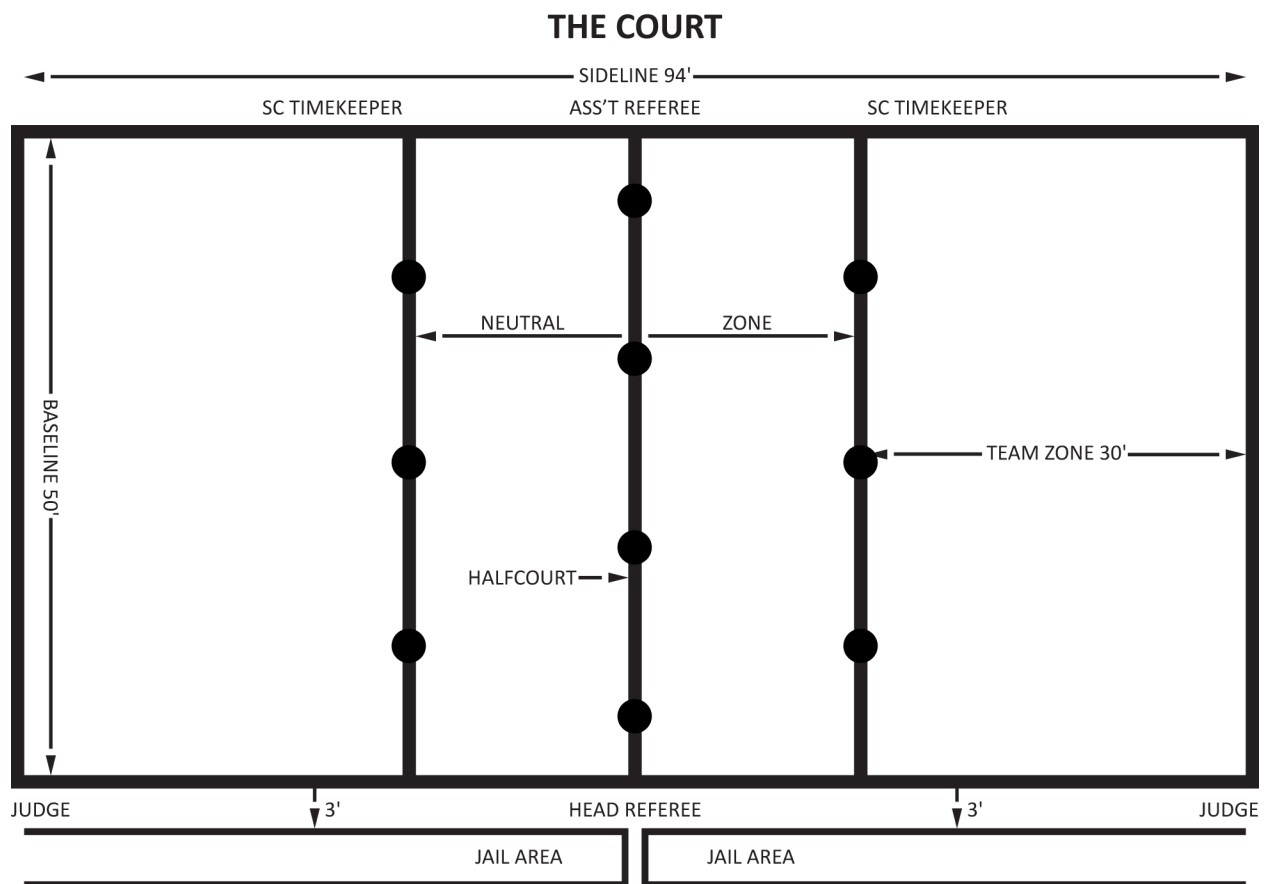 THE COURT
SIDELINE 94'
SC TIMEKEEPER
ASS'T REFEREE
SC TIMEKEEPER
NEUTRAL
ZONE
BASELINE 50'
TEAM ZONE 30'
HALFCOURT
JUDGE
3'
HEAD REFEREE
3'
JUDGE
JAIL AREA
JAIL AREA